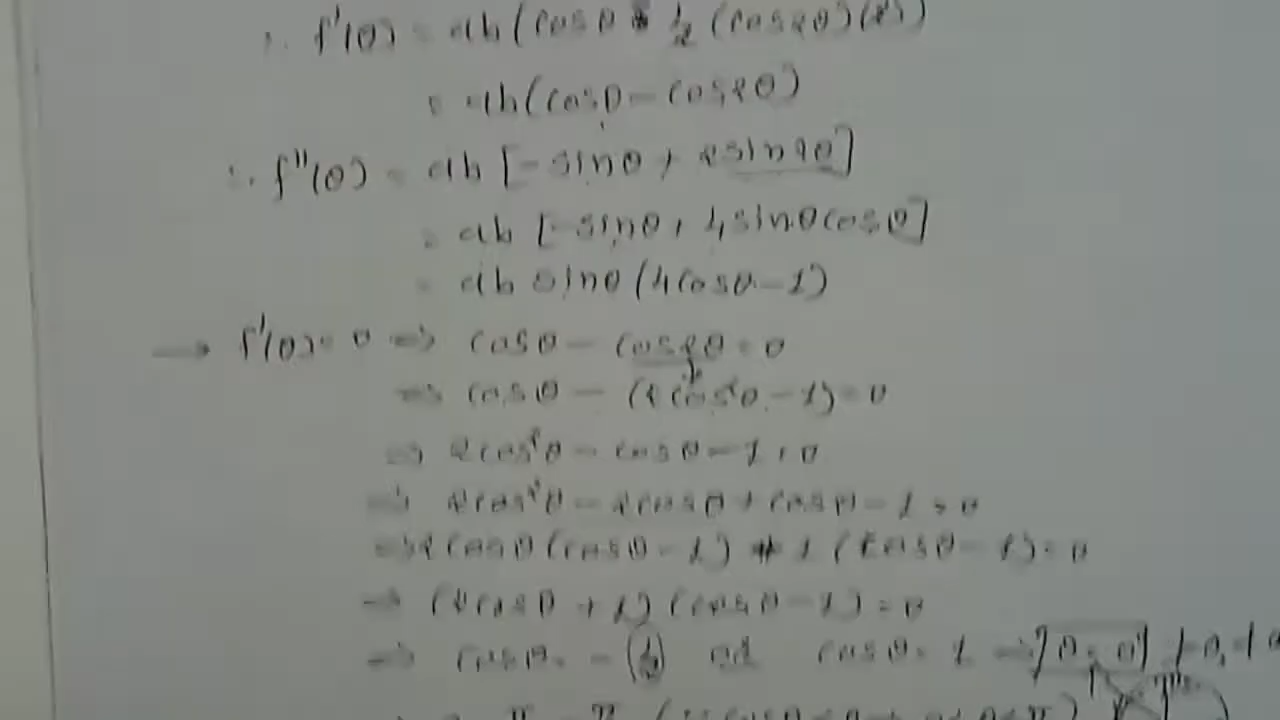 ∴ f'(θ) = ab(cosθ - 1/2 (cos2θ)(2))
= ab(cosθ - cos2θ)
∴ f''(θ) = ab [-sinθ + 2sin2θ]
= ab [-sinθ + 4sinθcosθ]
= ab sinθ(4cosθ - 1)
→ f'(θ) = 0 ⇒ cosθ - cos2θ = 0
⇒ cosθ - (2cos²θ - 1) = 0
⇒ 2cos²θ - cosθ - 1 = 0
⇒ 2cos²θ - 2cosθ + cosθ - 1 = 0
⇒ 2cosθ(cosθ - 1) + 1(cosθ - 1) = 0
⇒ (2cosθ + 1)(cosθ - 1) = 0
⇒ cosθ = -(1/2) cosθ = 1 ⇒ θ = 0